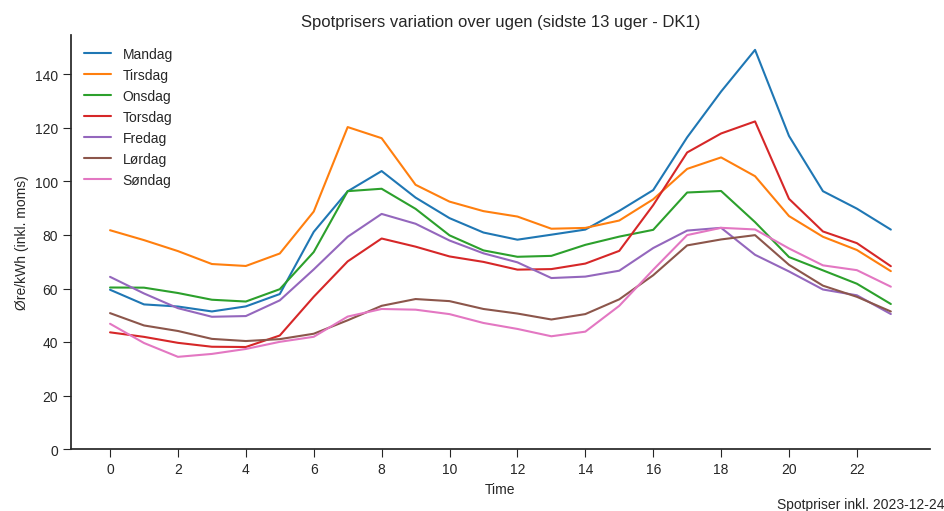 Spotprisers variation over ugen (sidste 13 uger - DK1)
Mandag
Tirsdag
Onsdag
Torsdag
Fredag
Lørdag
Søndag
Øre/kWh (inkl. moms)
140
120
100
80
60
40
20
0
0 2 4 6 8 10 12 14 16 18 20 22
Time
Spotpriser inkl. 2023-12-24